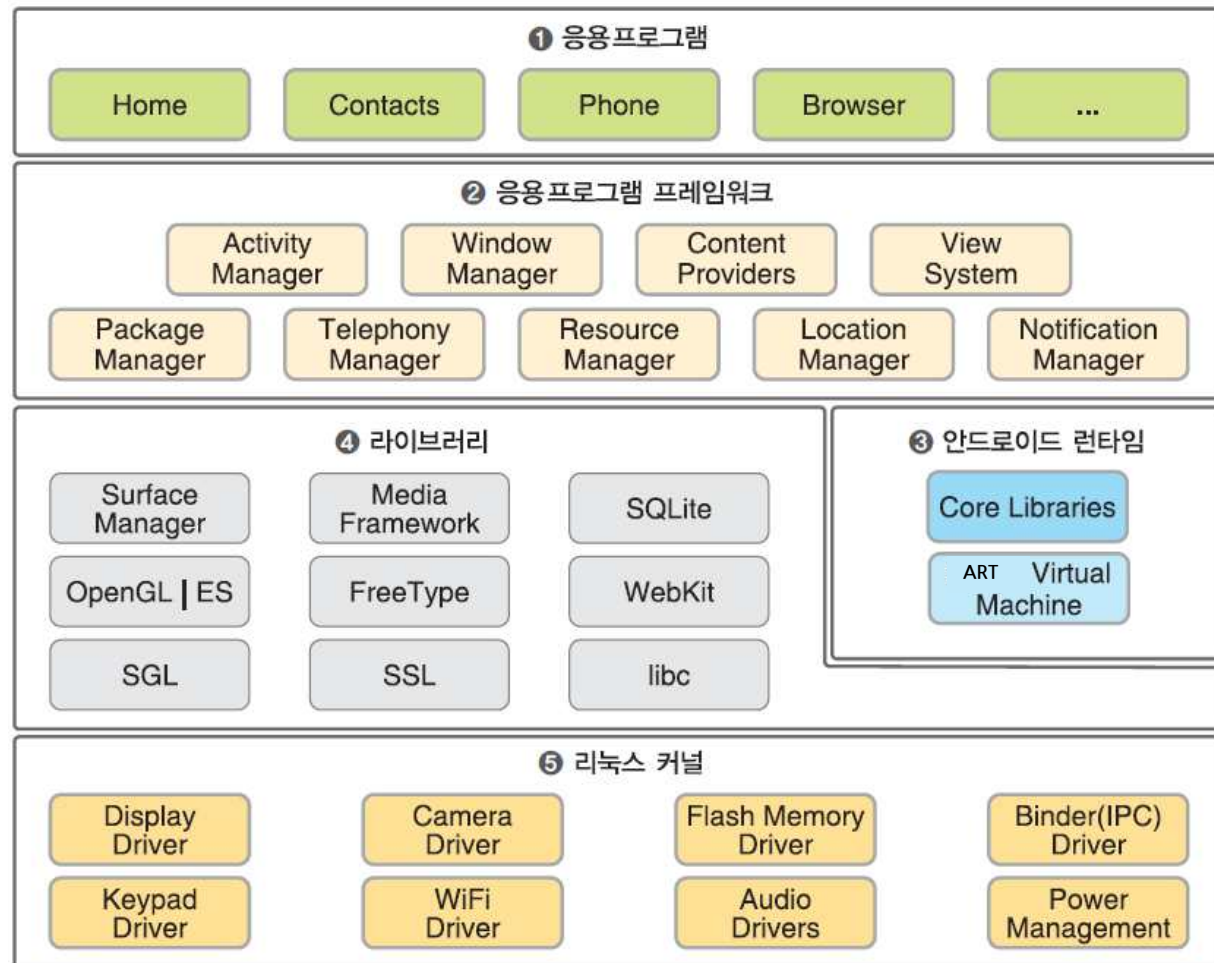 ❶ 응용프로그램
Home
Contacts
Phone
Browser
...
❷ 응용프로그램 프레임워크
Activity
Manager
Window
Manager
Content
Providers
View
System
Package
Manager
Telephony
Manager
Resource
Manager
Location
Manager
Notification
Manager
❹ 라이브러리
Surface
Manager
Media
Framework
SQLite
OpenGL | ES
FreeType
WebKit
SGL
SSL
libc
❸ 안드로이드 런타임
Core Libraries
ART Virtual
Machine
❺ 리눅스 커널
Display
Driver
Camera
Driver
Flash Memory
Driver
Binder(IPC)
Driver
Keypad
Driver
WiFi
Driver
Audio
Drivers
Power
Management